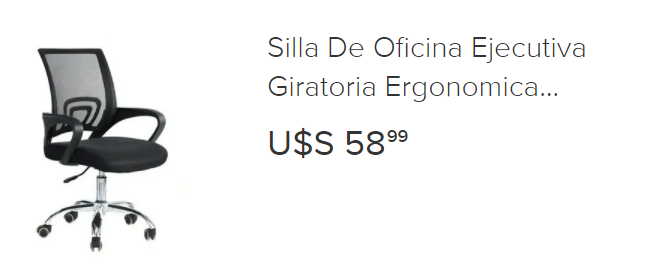 Silla De Oficina Ejecutiva
Giratoria Ergonomica...
U$S 58⁹⁹